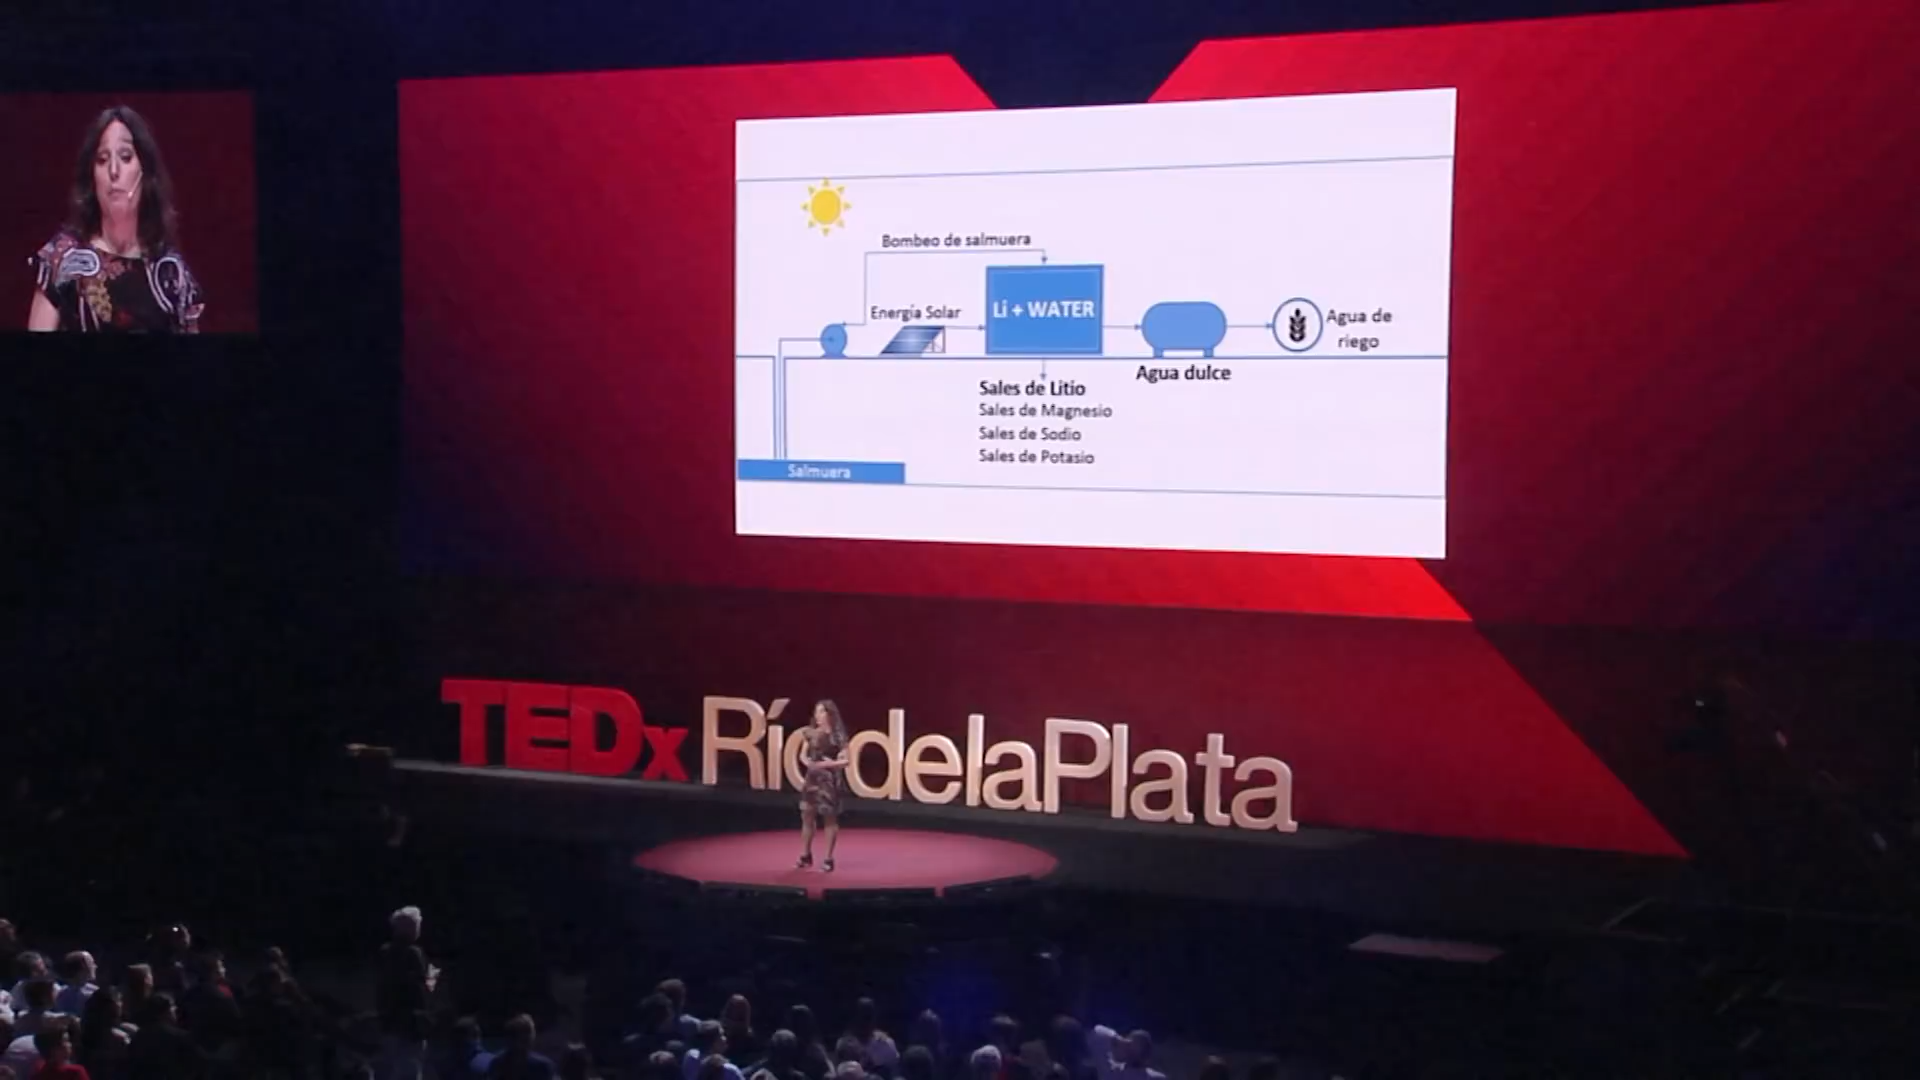 Bombeo de salmuera
Energía Solar
Li + WATER
Agua de
riego
Agua dulce
Sales de Litio
Sales de Magnesio
Sales de Sodio
Sales de Potasio
Salmuera
TEDx RíodelaPlata